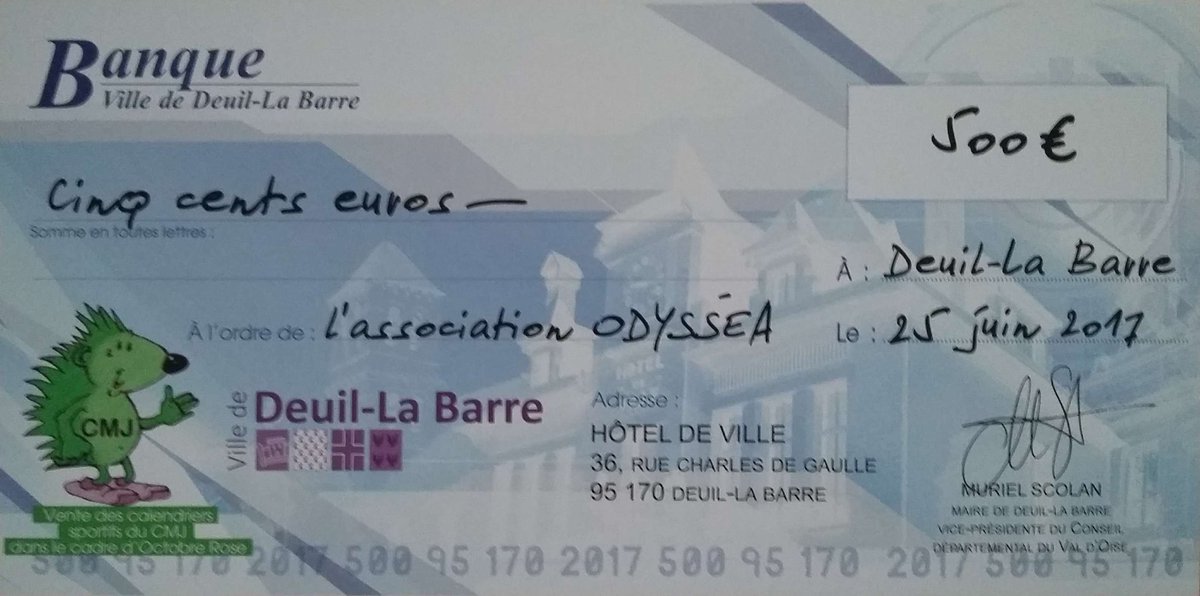 Banque
Ville de Deuil-La Barre
500€
Cinq cents euros —
Somme en toutes lettres :
À : Deuil-La Barre
À l'ordre de : l'association ODYSSÉA
Le : 25 juin 2017
CMJ
Ville de Deuil-La Barre
Adresse :
HÔTEL DE VILLE
36, RUE CHARLES DE GAULLE
95 170 DEUIL-LA BARRE
MURIEL SCOLAN
MAIRE DE DEUIL-LA BARRE
VICE-PRÉSIDENTE DU CONSEIL
DÉPARTEMENTAL DU VAL D'OISE
Vente des calendriers
sportifs du CMJ
dans le cadre d'Octobre Rose
500 95 170 2017 500 95 170 2017 500 95 170 2017 500 95 170
HOTEL